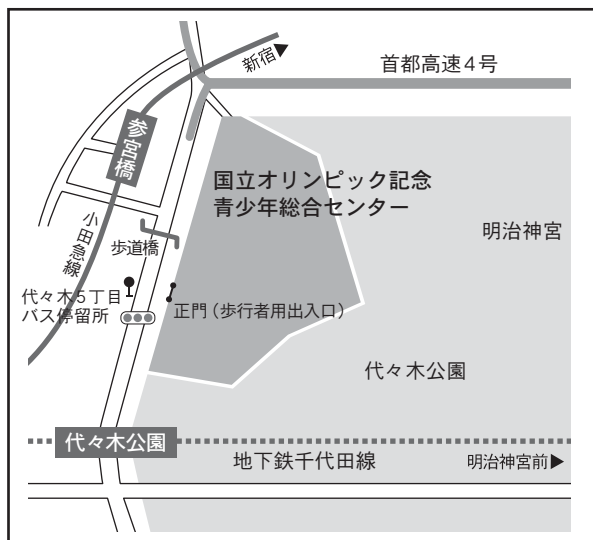 新宿▶
首都高速4号
参宮橋
国立オリンピック記念
青少年総合センター
明治神宮
小田急線
歩道橋
代々木5丁目
バス停留所
正門（歩行者用出入口）
代々木公園
代々木公園
地下鉄千代田線
明治神宮前▶